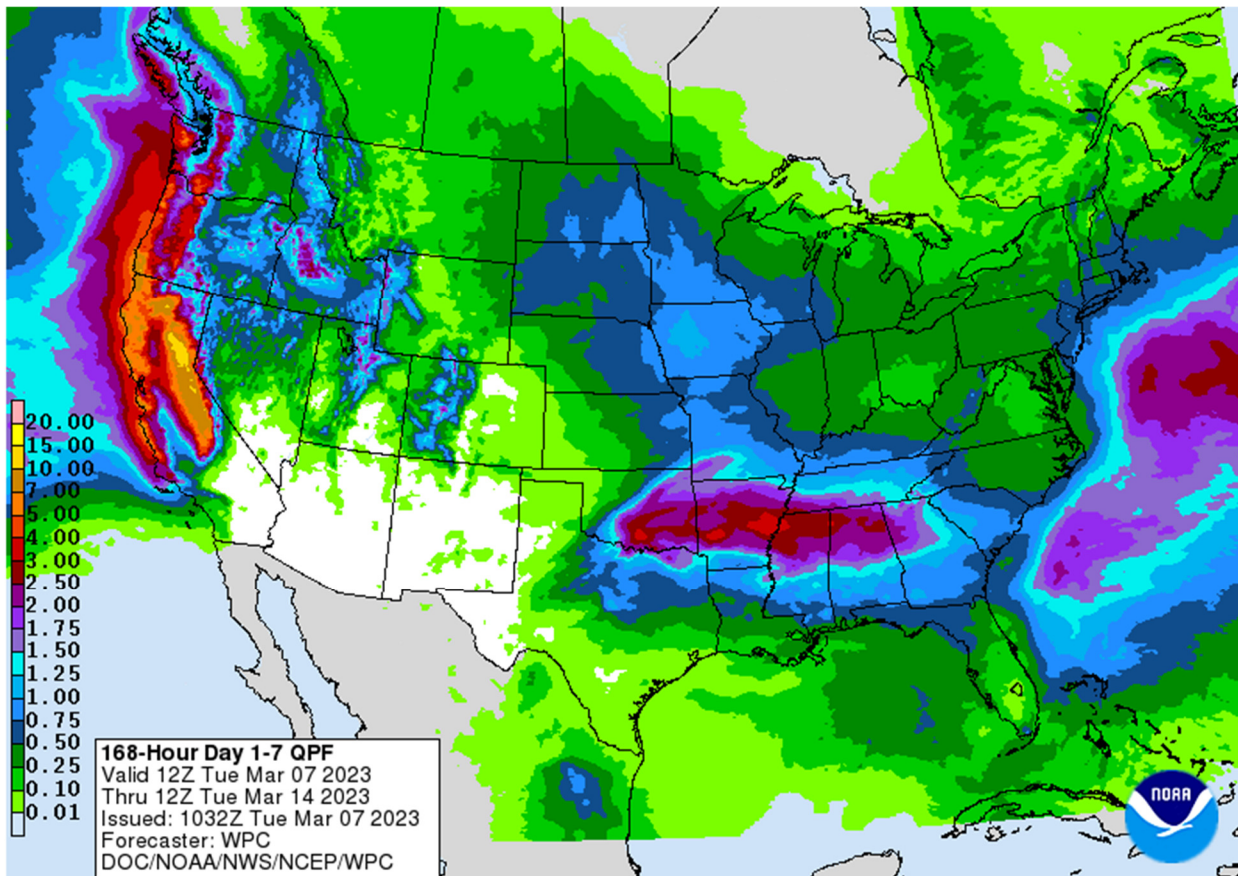 20.00
15.00
10.00
7.00
5.00
4.00
3.00
2.50
2.00
1.75
1.50
1.25
1.00
0.75
0.50
0.25
0.10
0.01
168-Hour Day 1-7 QPF
Valid 12Z Tue Mar 07 2023
Thru 12Z Tue Mar 14 2023
Issued: 1032Z Tue Mar 07 2023
Forecaster: WPC
DOC/NOAA/NWS/NCEP/WPC
NOAA